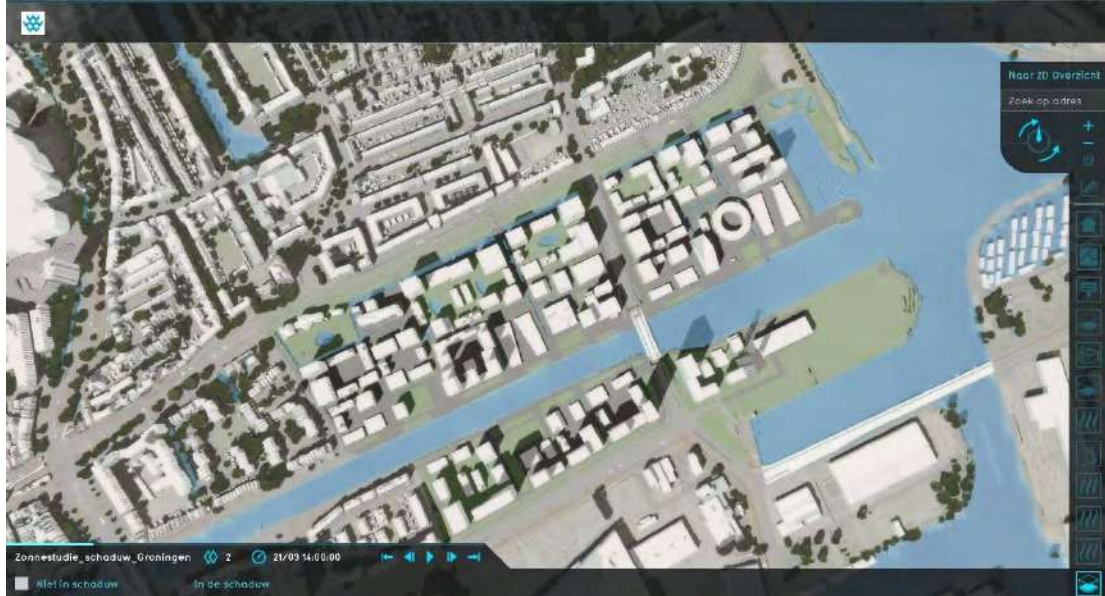 Naar 2D Overzicht
Zoek op adres
Zonnestudie_schaduw_Groningen 2 21/03 14:00:00
Niet in schaduw In de schaduw